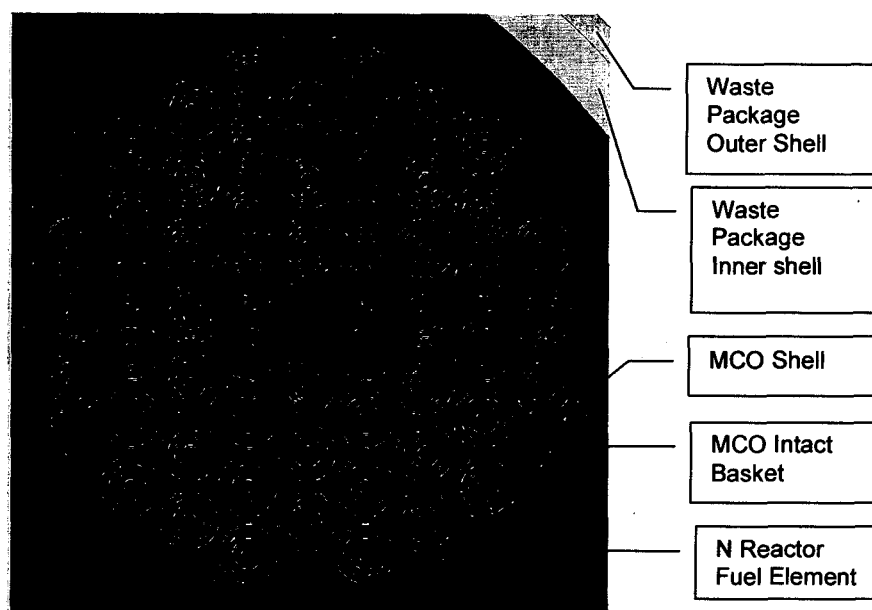 Waste
Package
Outer Shell
Waste
Package
Inner shell
MCO Shell
MCO Intact
Basket
N Reactor
Fuel Element